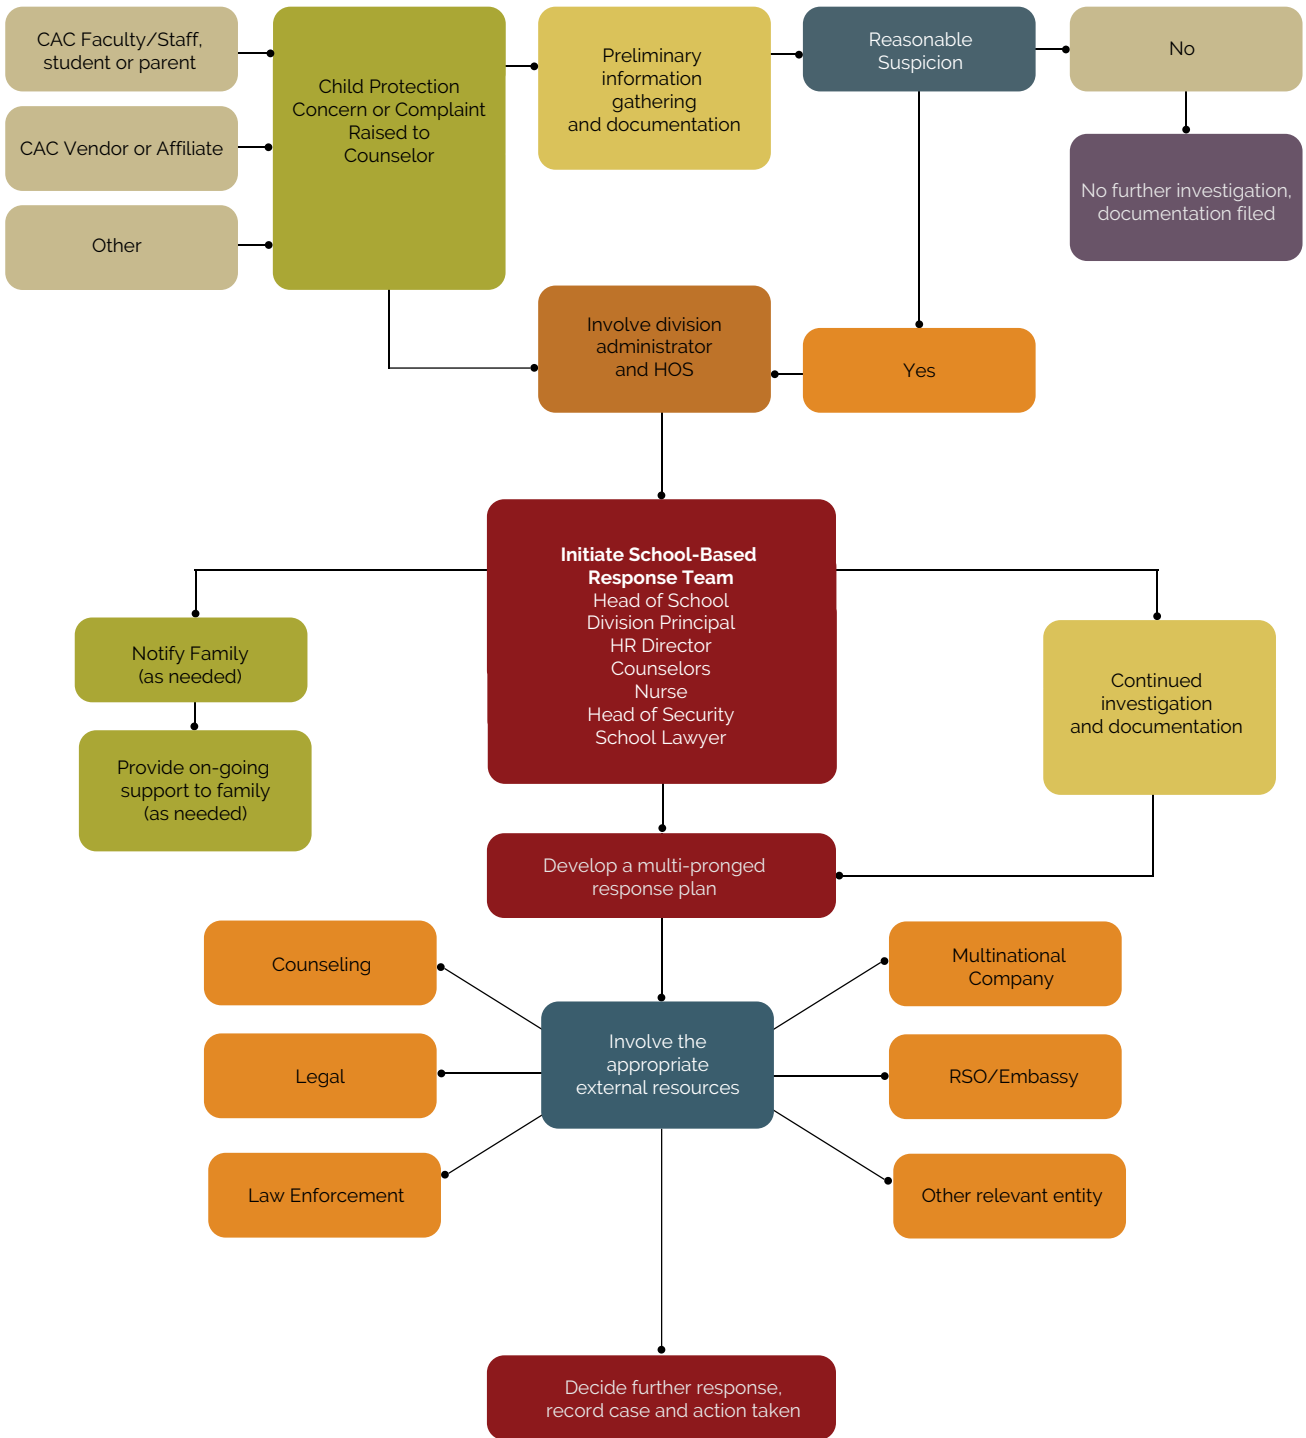 CAC Faculty/Staff,
student or parent
CAC Vendor or Affiliate
Other
Child Protection
Concern or Complaint
Raised to
Counselor
Preliminary
information
gathering
and documentation
Reasonable
Suspicion
No
No further investigation,
documentation filed
Involve division
administrator
and HOS
Yes
Initiate School-Based
Response Team
Head of School
Division Principal
HR Director
Counselors
Nurse
Head of Security
School Lawyer
Notify Family
(as needed)
Provide on-going
support to family
(as needed)
Continued
investigation
and documentation
Develop a multi-pronged
response plan
Counseling
Legal
Law Enforcement
Involve the
appropriate
external resources
Multinational
Company
RSO/Embassy
Other relevant entity
Decide further response,
record case and action taken